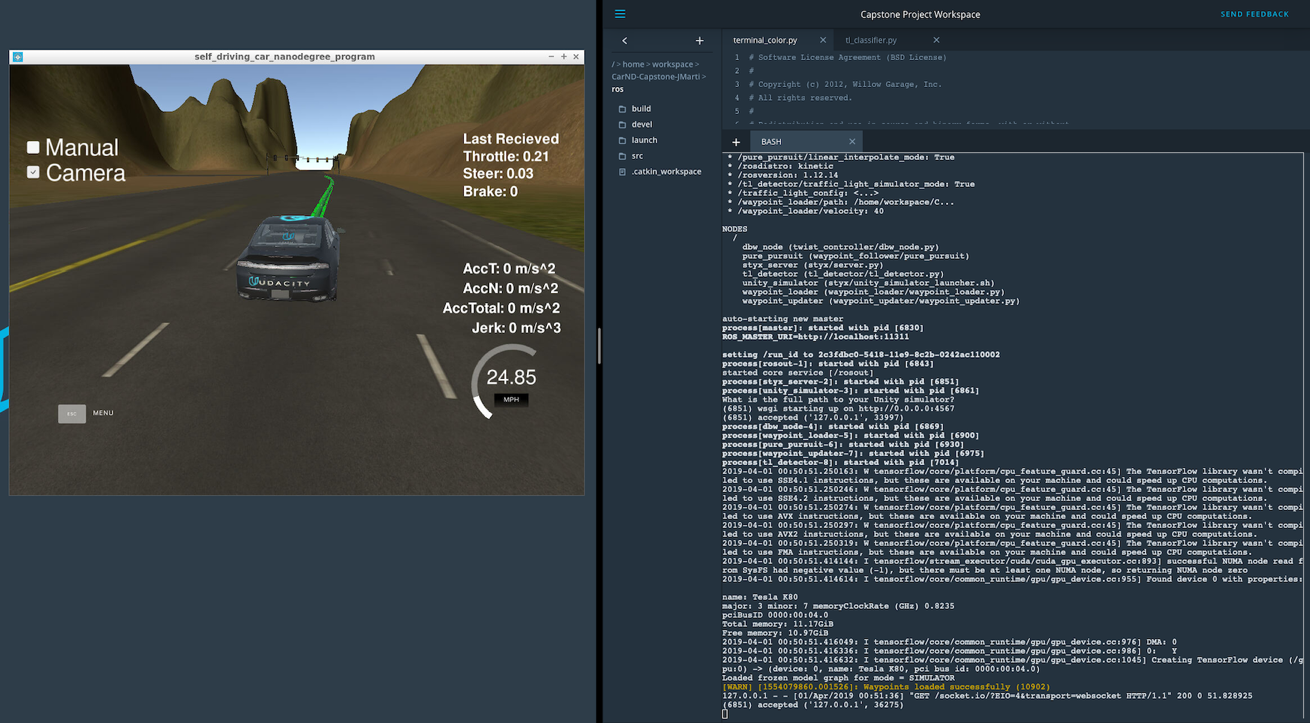 self_driving_car_nanodegree_program
Manual
Camera
Last Recieved
Throttle: 0.21
Steer: 0.03
Brake: 0
UDACITY
AccT: 0 m/s^2
AccN: 0 m/s^2
AccTotal: 0 m/s^2
Jerk: 0 m/s^3
24.85
MPH
ESC
MENU
Capstone Project Workspace
SEND FEEDBACK
/ > home > workspace >
CarND-Capstone-JMarti >
ros
build
devel
launch
src
.catkin_workspace
terminal_color.py
tl_classifier.py
1 # Software License Agreement (BSD License)
2 #
3 # Copyright (c) 2012, Willow Garage, Inc.
4 # All rights reserved.
5 #
BASH
* /pure_pursuit/linear_interpolate_mode: True
* /rosdistro: kinetic
* /rosversion: 1.12.14
* /tl_detector/traffic_light_simulator_mode: True
* /traffic_light_config: <...>
* /waypoint_loader/path: /home/workspace/C...
* /waypoint_loader/velocity: 40
NODES
/
dbw_node (twist_controller/dbw_node.py)
pure_pursuit (waypoint_follower/pure_pursuit)
styx_server (styx/server.py)
tl_detector (tl_detector/tl_detector.py)
unity_simulator (styx/unity_simulator_launcher.sh)
waypoint_loader (waypoint_loader/waypoint_loader.py)
waypoint_updater (waypoint_updater/waypoint_updater.py)
auto-starting new master
process[master]: started with pid [6830]
ROS_MASTER_URI=http://localhost:11311
setting /run_id to 2c3fdbc0-5418-11e9-8c2b-0242ac110002
process[rosout-1]: started with pid [6843]
started core service [/rosout]
process[styx_server-2]: started with pid [6851]
process[unity_simulator-3]: started with pid [6861]
What is the full path to your Unity simulator?
(6851) wsgi starting up on http://0.0.0.0:4567
(6851) accepted ('127.0.0.1', 33997)
process[dbw_node-4]: started with pid [6869]
process[waypoint_loader-5]: started with pid [6900]
process[pure_pursuit-6]: started with pid [6930]
process[waypoint_updater-7]: started with pid [6975]
process[tl_detector-8]: started with pid [7014]
2019-04-01 00:50:51.250163: W tensorflow/core/platform/cpu_feature_guard.cc:45] The TensorFlow library wasn't compi
led to use SSE4.1 instructions, but these are available on your machine and could speed up CPU computations.
2019-04-01 00:50:51.250246: W tensorflow/core/platform/cpu_feature_guard.cc:45] The TensorFlow library wasn't compi
led to use SSE4.2 instructions, but these are available on your machine and could speed up CPU computations.
2019-04-01 00:50:51.250274: W tensorflow/core/platform/cpu_feature_guard.cc:45] The TensorFlow library wasn't compi
led to use AVX instructions, but these are available on your machine and could speed up CPU computations.
2019-04-01 00:50:51.250297: W tensorflow/core/platform/cpu_feature_guard.cc:45] The TensorFlow library wasn't compi
led to use AVX2 instructions, but these are available on your machine and could speed up CPU computations.
2019-04-01 00:50:51.250319: W tensorflow/core/platform/cpu_feature_guard.cc:45] The TensorFlow library wasn't compi
led to use FMA instructions, but these are available on your machine and could speed up CPU computations.
2019-04-01 00:50:51.414144: I tensorflow/stream_executor/cuda/cuda_gpu_executor.cc:893] successful NUMA node read f
rom SysFS had negative value (-1), but there must be at least one NUMA node, so returning NUMA node zero
2019-04-01 00:50:51.414614: I tensorflow/core/common_runtime/gpu/gpu_device.cc:955] Found device 0 with properties:
name: Tesla K80
major: 3 minor: 7 memoryClockRate (GHz) 0.8235
pciBusID 0000:00:04.0
Total memory: 11.17GiB
Free memory: 10.97GiB
2019-04-01 00:50:51.416049: I tensorflow/core/common_runtime/gpu/gpu_device.cc:976] DMA: 0
2019-04-01 00:50:51.416336: I tensorflow/core/common_runtime/gpu/gpu_device.cc:986] 0: Y
2019-04-01 00:50:51.416632: I tensorflow/core/common_runtime/gpu/gpu_device.cc:1045] Creating TensorFlow device (/g
pu:0) -> (device: 0, name: Tesla K80, pci bus id: 0000:00:04.0)
Loaded frozen model graph for mode = SIMULATOR
[WARN] [1554079860.001526]: Waypoints loaded successfully (10902)
127.0.0.1 - - [01/Apr/2019 00:51:36] "GET /socket.io/?EIO=4&transport=websocket HTTP/1.1" 200 0 51.828925
(6851) accepted ('127.0.0.1', 36275)